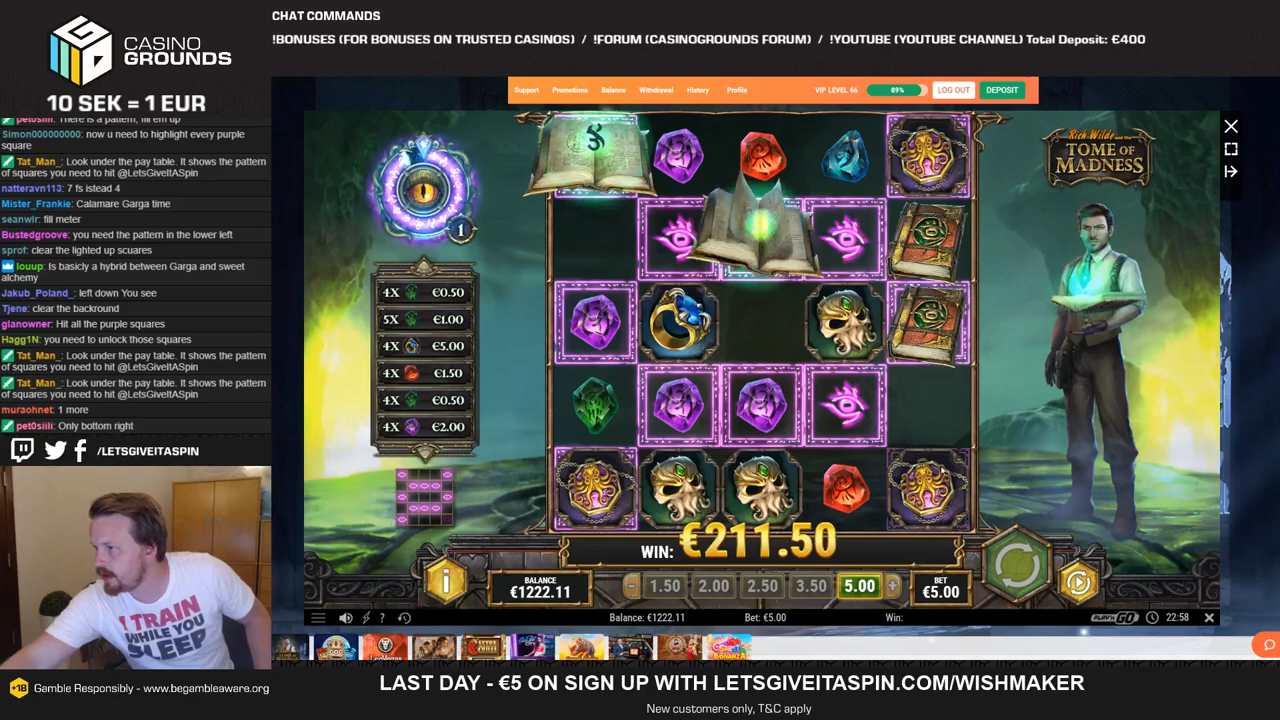 CASINO
GROUNDS
10 SEK = 1 EUR
CHAT COMMANDS
!BONUSES (FOR BONUSES ON TRUSTED CASINOS) / !FORUM (CASINOGROUNDS FORUM) / !YOUTUBE (YOUTUBE CHANNEL) Total Deposit: €400
Support Promotions Balance Withdrawal History Profile VIP LEVEL 66 89% LOG OUT DEPOSIT
pet0siili: There is a pattern, fill em up
Simon000000000: now u need to highlight every purple
square
Tat_Man_: Look under the pay table. It shows the pattern
of squares you need to hit @LetsGiveItASpin
natteravn113: 7 fs istead 4
Mister_Frankie: Calamare Garga time
seanwlr: fill meter
Bustedgroove: you need the pattern in the lower left
sprof: clear the lighted up scuares
louup: Is basicly a hybrid between Garga and sweet
alchemy
Jakub_Poland_: left down You see
Tjene: clear the backround
glanowner: Hit all the purple squares
Hagg1N: you need to unlock those squares
Tat_Man_: Look under the pay table. It shows the pattern
of squares you need to hit @LetsGiveItASpin
Tat_Man_: Look under the pay table. It shows the pattern
of squares you need to hit @LetsGiveItASpin
muraohnet: 1 more
pet0siili: Only bottom right
/LETSGIVEITASPIN
I TRAIN
WHILE YOU
SLEEP
1
4X €0.50
5X €1.00
4X €5.00
4X €1.50
4X €0.50
4X €2.00
Rich Wilde and the
TOME OF
MADNESS
WIN: €211.50
BALANCE
€1222.11
- 1.50 2.00 2.50 3.50 5.00 +
BET
€5.00
Balance: €1222.11 Bet: €5.00 Win: PLAY'N GO 22:58
+18 Gamble Responsibly - www.begambleaware.org
LAST DAY - €5 ON SIGN UP WITH LETSGIVEITASPIN.COM/WISHMAKER
New customers only, T&C apply